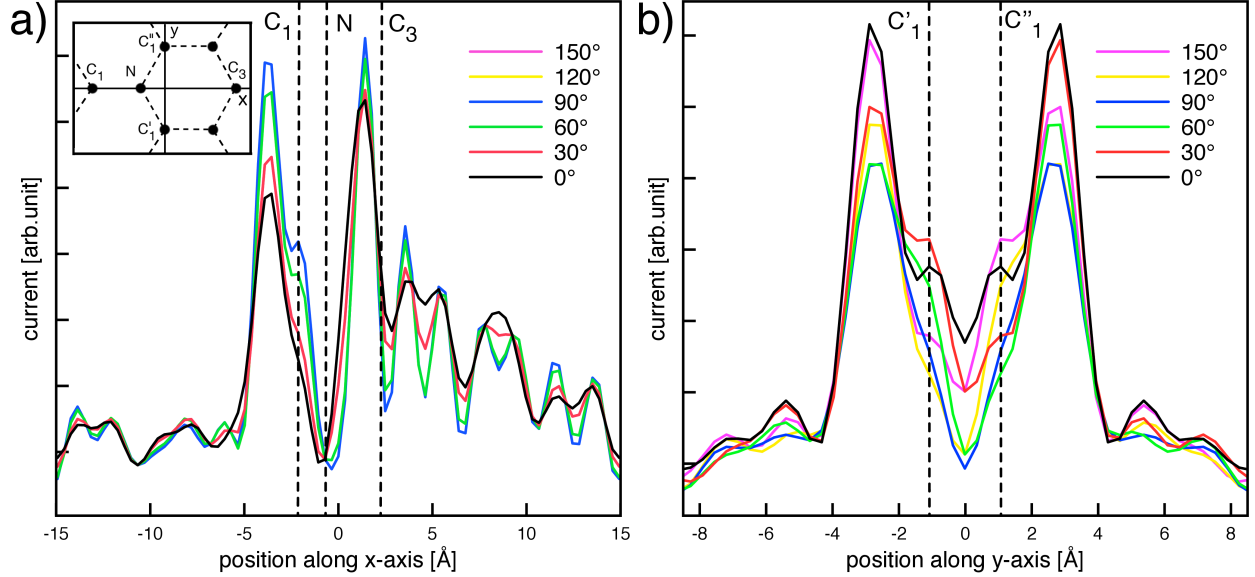 a)
C1 N C3
C''1 y
C1 N C3
x
C'1
150°
120°
90°
60°
30°
0°
current [arb.unit]
-15 -10 -5 0 5 10 15
position along x-axis [Å]
b)
C'1 C''1
150°
120°
90°
60°
30°
0°
current [arb.unit]
-8 -6 -4 -2 0 2 4 6 8
position along y-axis [Å]